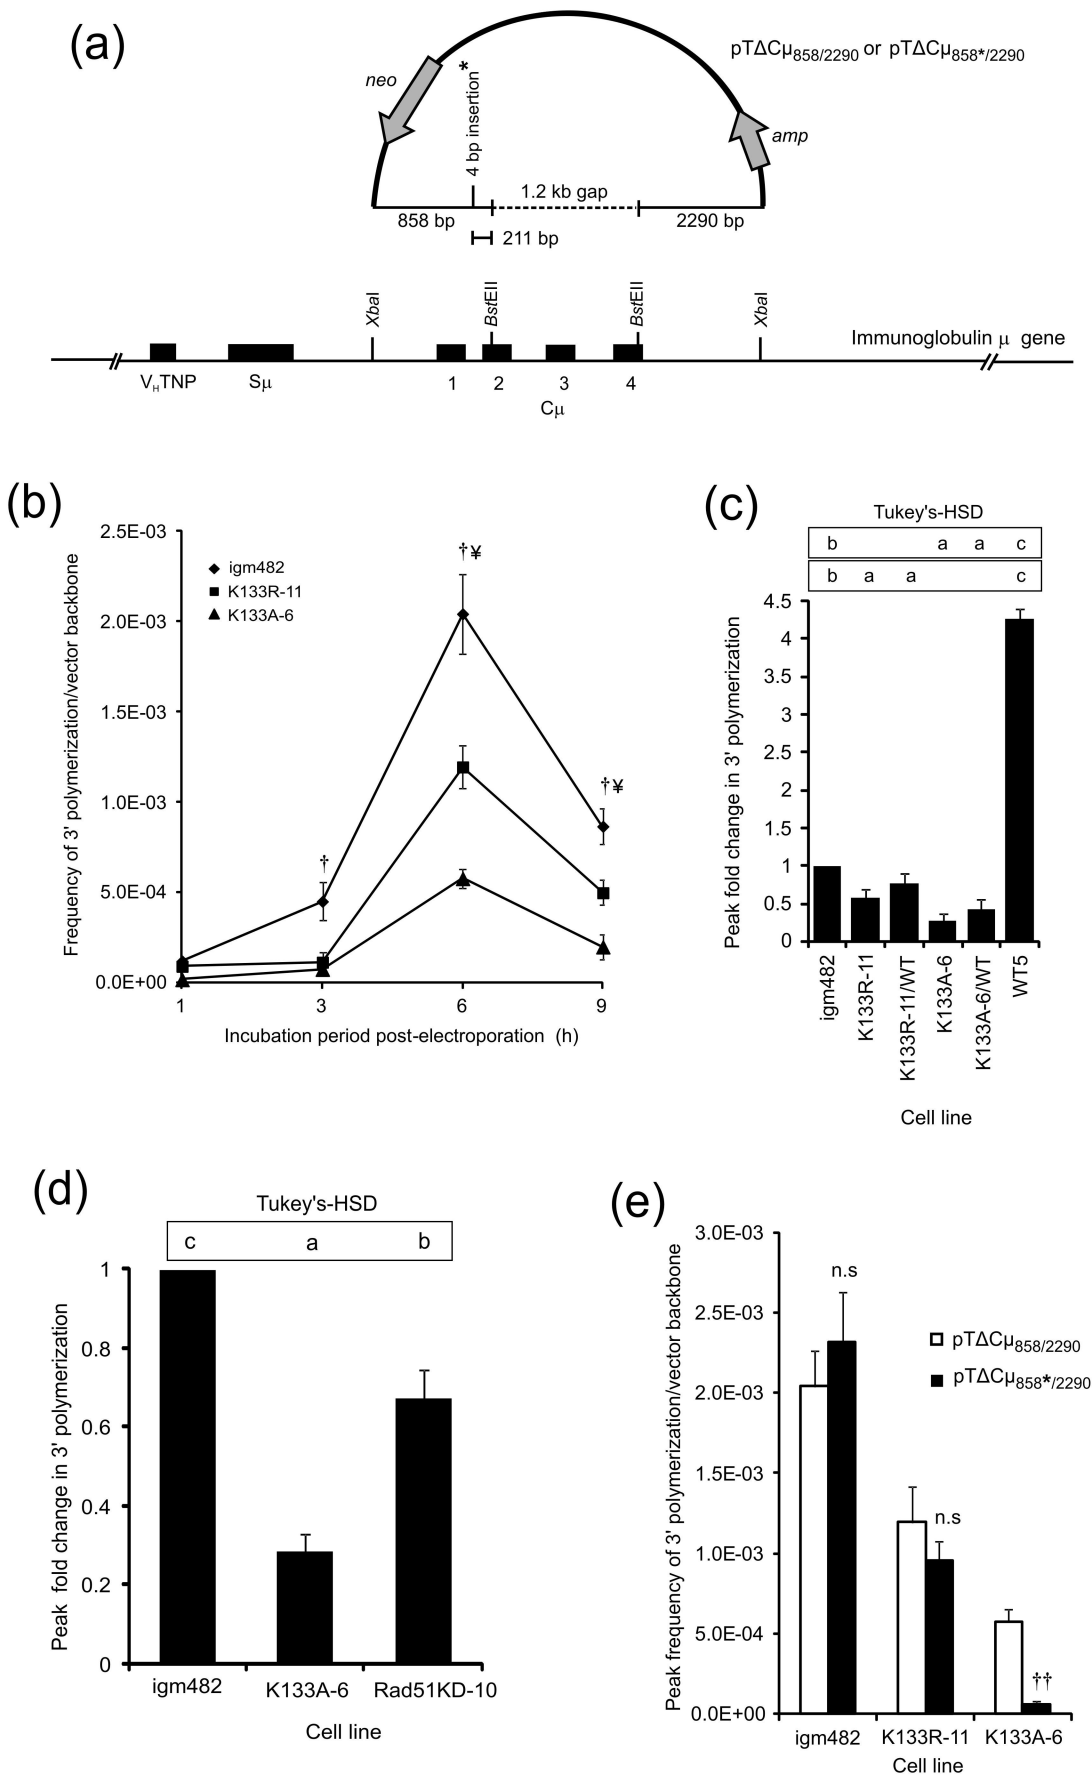 (a)
pTΔCμ858/2290 or pTΔCμ858*/2290
neo
*
4 bp insertion
amp
1.2 kb gap
858 bp
2290 bp
211 bp
XbaI
BstEII
BstEII
XbaI
Immunoglobulin μ gene
VHTNP
Sμ
1
2
3
4
Cμ
(b)
2.5E-03
2.0E-03
1.5E-03
1.0E-03
5.0E-04
0.0E+00
Frequency of 3' polymerization/vector backbone
igm482
K133R-11
K133A-6
†
†¥
†¥
1
3
6
9
Incubation period post-electroporation (h)
(c)
Tukey's-HSD
b a a c
b a a c
4.5
4
3.5
3
2.5
2
1.5
1
0.5
0
Peak fold change in 3' polymerization
igm482
K133R-11
K133R-11/WT
K133A-6
K133A-6/WT
WT5
Cell line
(d)
Tukey's-HSD
c a b
1
0.8
0.6
0.4
0.2
0
Peak fold change in 3' polymerization
igm482
K133A-6
Rad51KD-10
Cell line
(e)
3.0E-03
2.5E-03
2.0E-03
1.5E-03
1.0E-03
5.0E-04
0.0E+00
Peak frequency of 3' polymerization/vector backbone
n.s
n.s
††
pTΔCμ858/2290
pTΔCμ858*/2290
igm482
K133R-11
K133A-6
Cell line